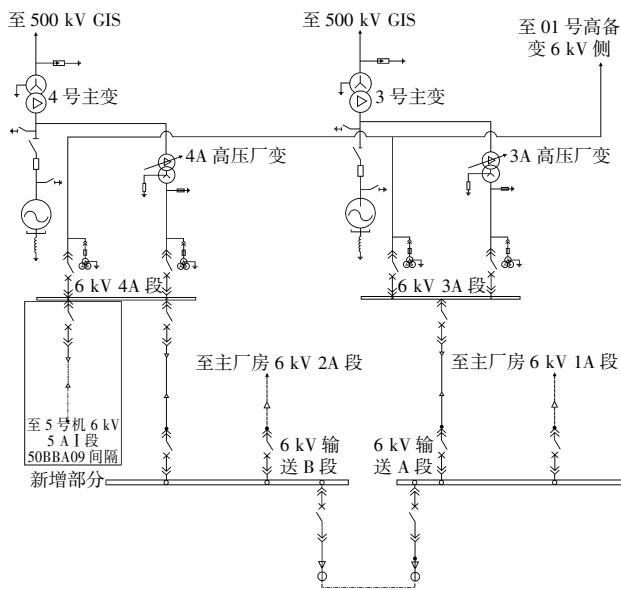 至 500 kV GIS
至 500 kV GIS
至 01 号高备
变 6 kV 侧
4 号主变
3 号主变
4A 高压厂变
3A 高压厂变
6 kV 4A 段
6 kV 3A 段
至主厂房 6 kV 2A 段
至主厂房 6 kV 1A 段
至 5 号机 6 kV
5 A Ⅰ 段
50BBA09 间隔
新增部分
6 kV 输
送 B 段
6 kV 输
送 A 段